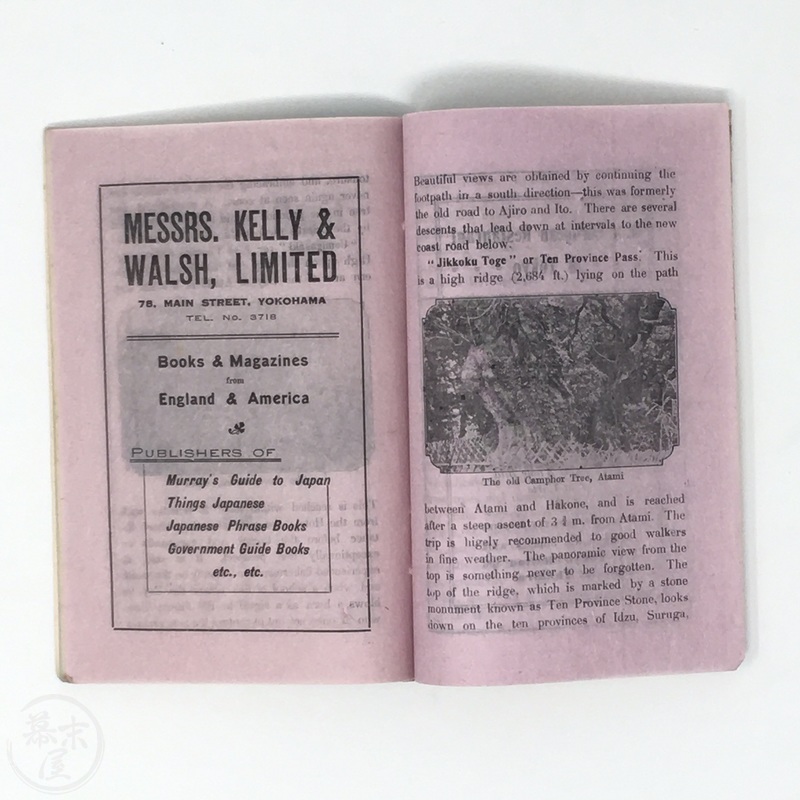 MESSRS. KELLY &
WALSH, LIMITED
78, MAIN STREET, YOKOHAMA
TEL. No. 3718
Books & Magazines
from
England & America
PUBLISHERS OF
Murray's Guide to Japan
Things Japanese
Japanese Phrase Books
Government Guide Books
etc., etc.
Beautiful views are obtained by continuing the
footpath in a south direction—this was formerly
the old road to Ajiro and Ito. There are several
descents that lead down at intervals to the new
coast road below.
"Jikkoku Toge" or Ten Province Pass. This
is a high ridge (2,684 ft.) lying on the path
The old Camphor Tree, Atami
between Atami and Hakone, and is reached
after a steep ascent of 3 ¾ m. from Atami. The
trip is higely recommended to good walkers
in fine weather. The panoramic view from the
top is something never to be forgotten. The
top of the ridge, which is marked by a stone
monnment known as Ten Province Stone, looks
down on the ten provinces of Idzu, Suruga,
幕末屋